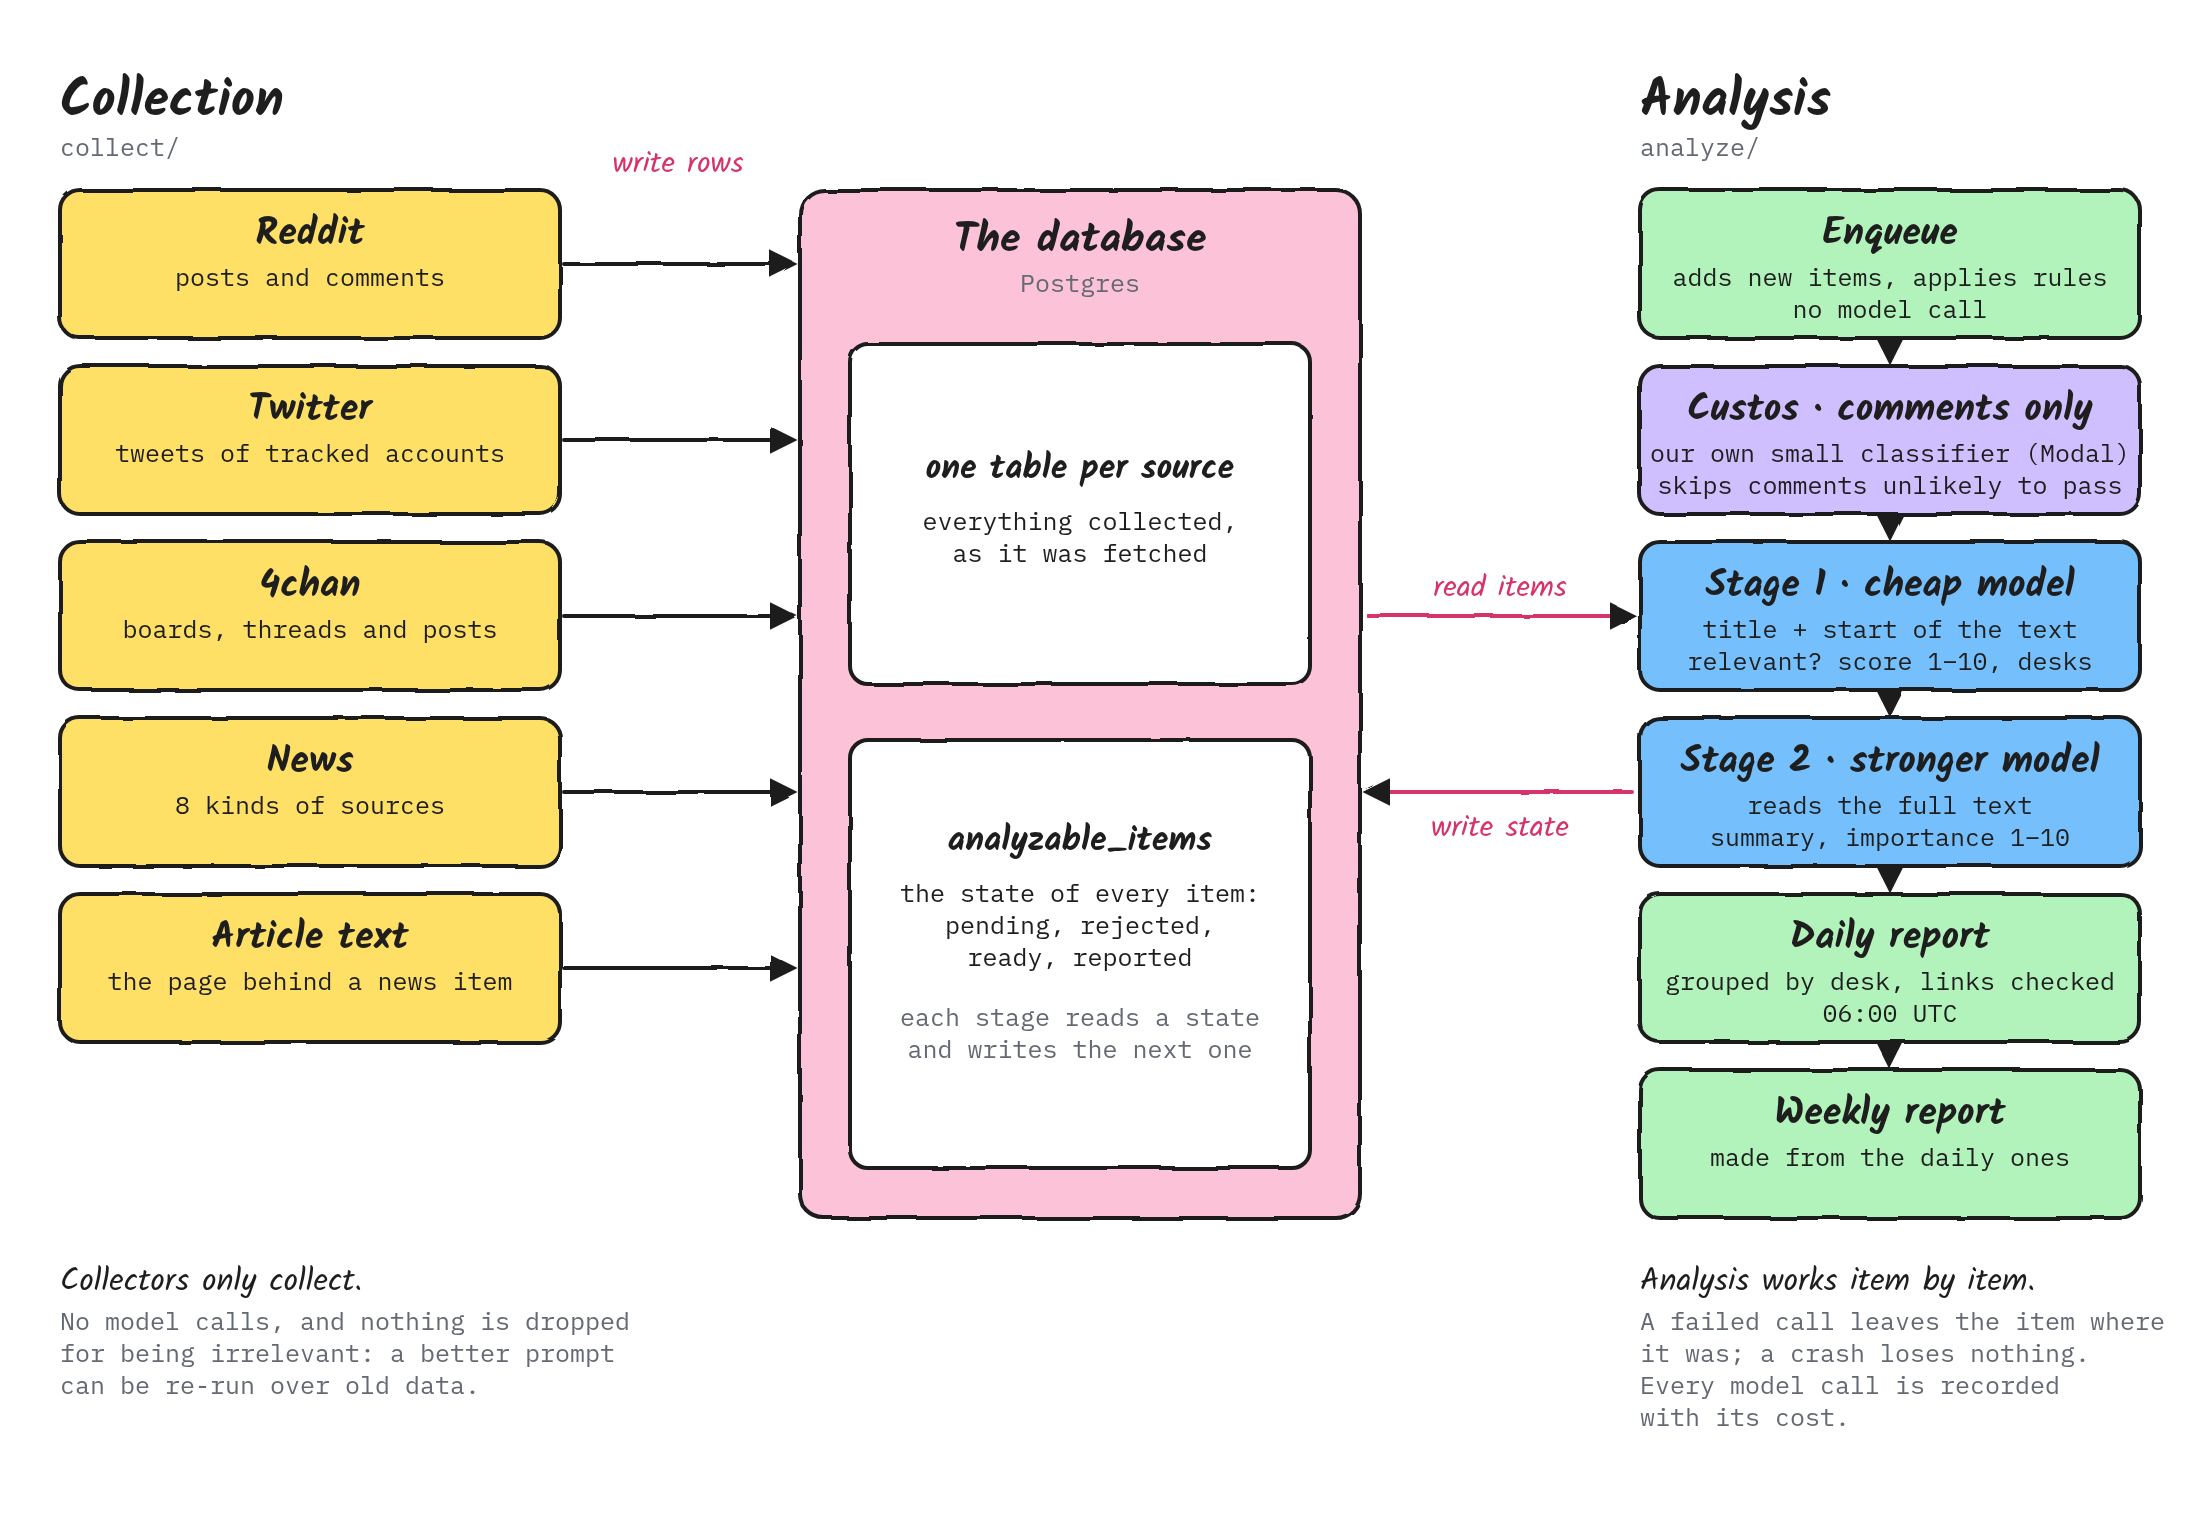 Collection
collect/
write rows
Reddit
posts and comments
Twitter
tweets of tracked accounts
4chan
boards, threads and posts
News
8 kinds of sources
Article text
the page behind a news item
Collectors only collect.
No model calls, and nothing is dropped
for being irrelevant: a better prompt
can be re-run over old data.
The database
Postgres
one table per source
everything collected,
as it was fetched
analyzable_items
the state of every item:
pending, rejected,
ready, reported
each stage reads a state
and writes the next one
read items
write state
Analysis
analyze/
Enqueue
adds new items, applies rules
no model call
Custos · comments only
our own small classifier (Modal)
skips comments unlikely to pass
Stage 1 · cheap model
title + start of the text
relevant? score 1–10, desks
Stage 2 · stronger model
reads the full text
summary, importance 1–10
Daily report
grouped by desk, links checked
06:00 UTC
Weekly report
made from the daily ones
Analysis works item by item.
A failed call leaves the item where
it was; a crash loses nothing.
Every model call is recorded
with its cost.